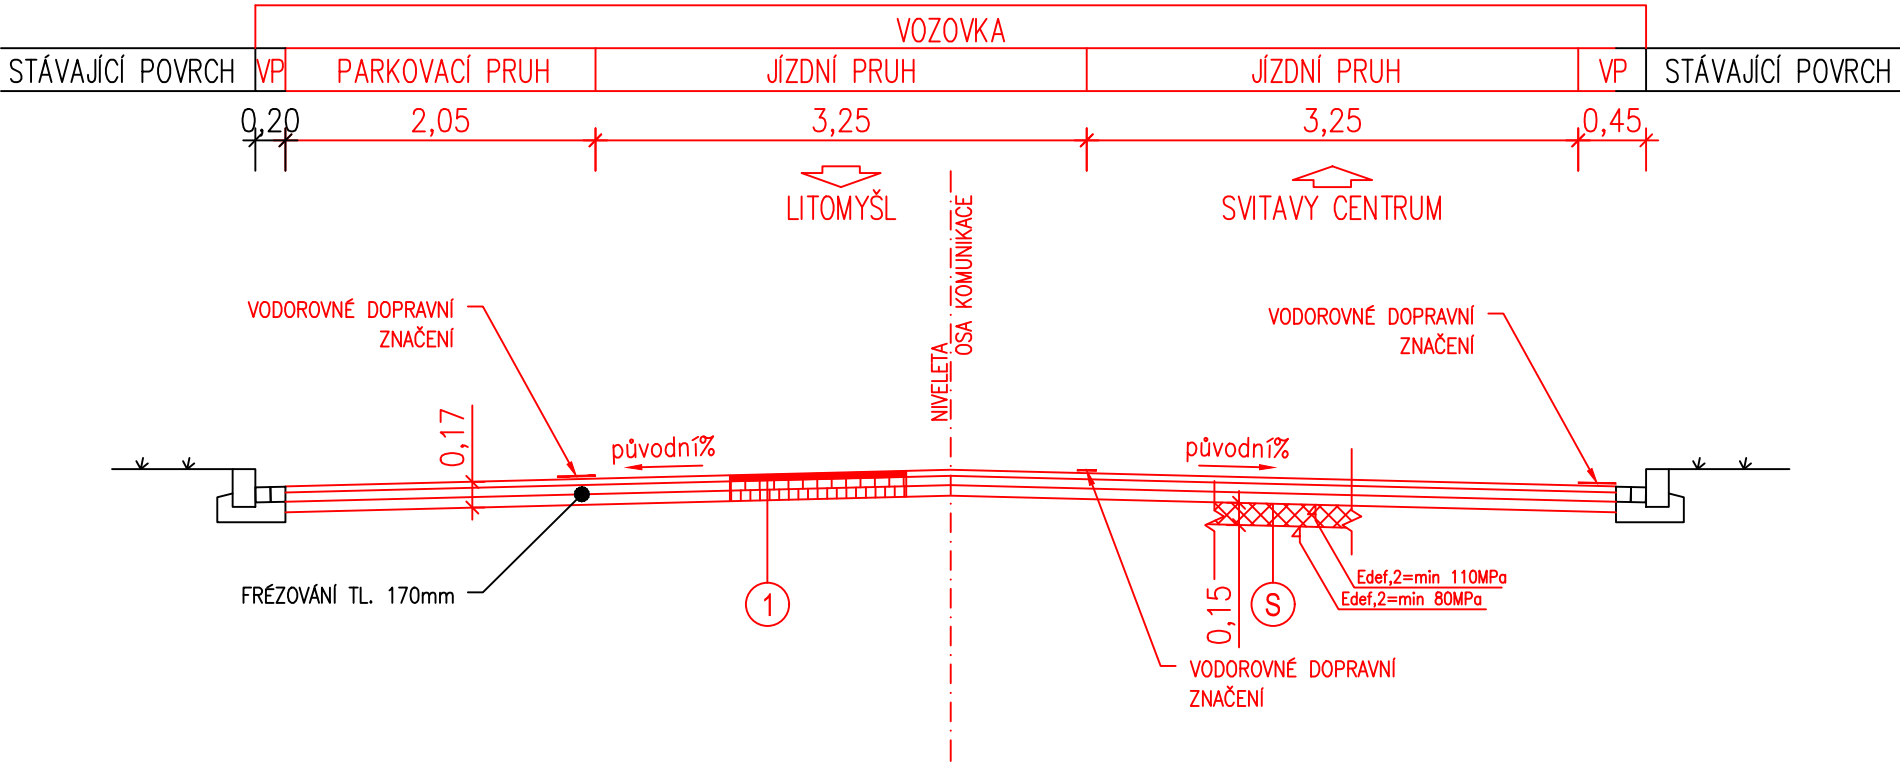 VOZOVKA
STÁVAJÍCÍ POVRCH VP PARKOVACÍ PRUH JÍZDNÍ PRUH JÍZDNÍ PRUH VP STÁVAJÍCÍ POVRCH
0,20 2,05 3,25 3,25 0,45
LITOMYŠL SVITAVY CENTRUM
OSA KOMUNIKACE
NIVELETA
VODOROVNÉ DOPRAVNÍ
ZNAČENÍ
VODOROVNÉ DOPRAVNÍ
ZNAČENÍ
0,17
původní%
původní%
FRÉZOVÁNÍ TL. 170mm
1
0,15
S
Edef,2=min 110MPa
Edef,2=min 80MPa
VODOROVNÉ DOPRAVNÍ
ZNAČENÍ